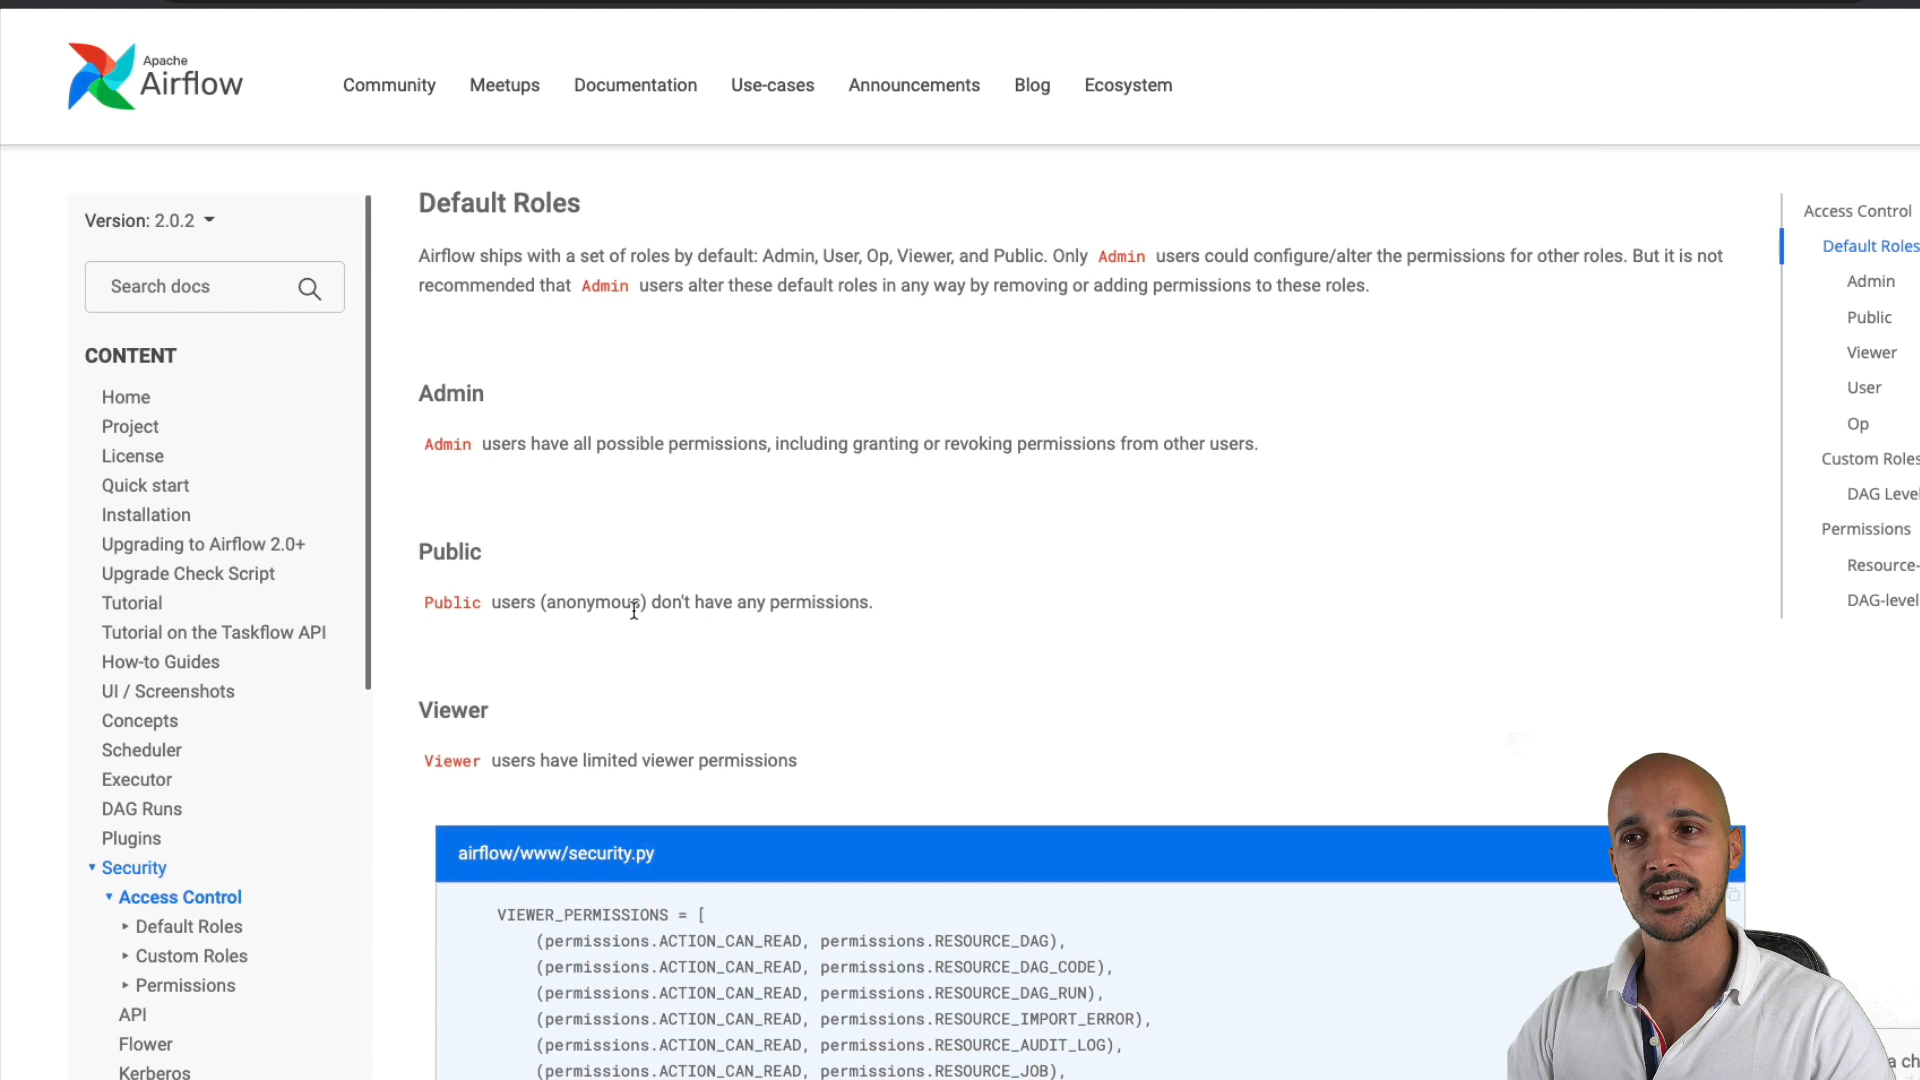 Apache
Airflow
Community Meetups Documentation Use-cases Announcements Blog Ecosystem
Version: 2.0.2
Search docs
CONTENT
Home
Project
License
Quick start
Installation
Upgrading to Airflow 2.0+
Upgrade Check Script
Tutorial
Tutorial on the Taskflow API
How-to Guides
UI / Screenshots
Concepts
Scheduler
Executor
DAG Runs
Plugins
Security
Access Control
Default Roles
Custom Roles
Permissions
API
Flower
Kerberos
Default Roles
Airflow ships with a set of roles by default: Admin, User, Op, Viewer, and Public. Only Admin users could configure/alter the permissions for other roles. But it is not
recommended that Admin users alter these default roles in any way by removing or adding permissions to these roles.
Admin
Admin users have all possible permissions, including granting or revoking permissions from other users.
Public
Public users (anonymous) don't have any permissions.
Viewer
Viewer users have limited viewer permissions
airflow/www/security.py
VIEWER_PERMISSIONS = [
(permissions.ACTION_CAN_READ, permissions.RESOURCE_DAG),
(permissions.ACTION_CAN_READ, permissions.RESOURCE_DAG_CODE),
(permissions.ACTION_CAN_READ, permissions.RESOURCE_DAG_RUN),
(permissions.ACTION_CAN_READ, permissions.RESOURCE_IMPORT_ERROR),
(permissions.ACTION_CAN_READ, permissions.RESOURCE_AUDIT_LOG),
(permissions.ACTION_CAN_READ, permissions.RESOURCE_JOB),
Access Control
Default Roles
Admin
Public
Viewer
User
Op
Custom Roles
DAG Level
Permissions
Resource-
DAG-level
a ch